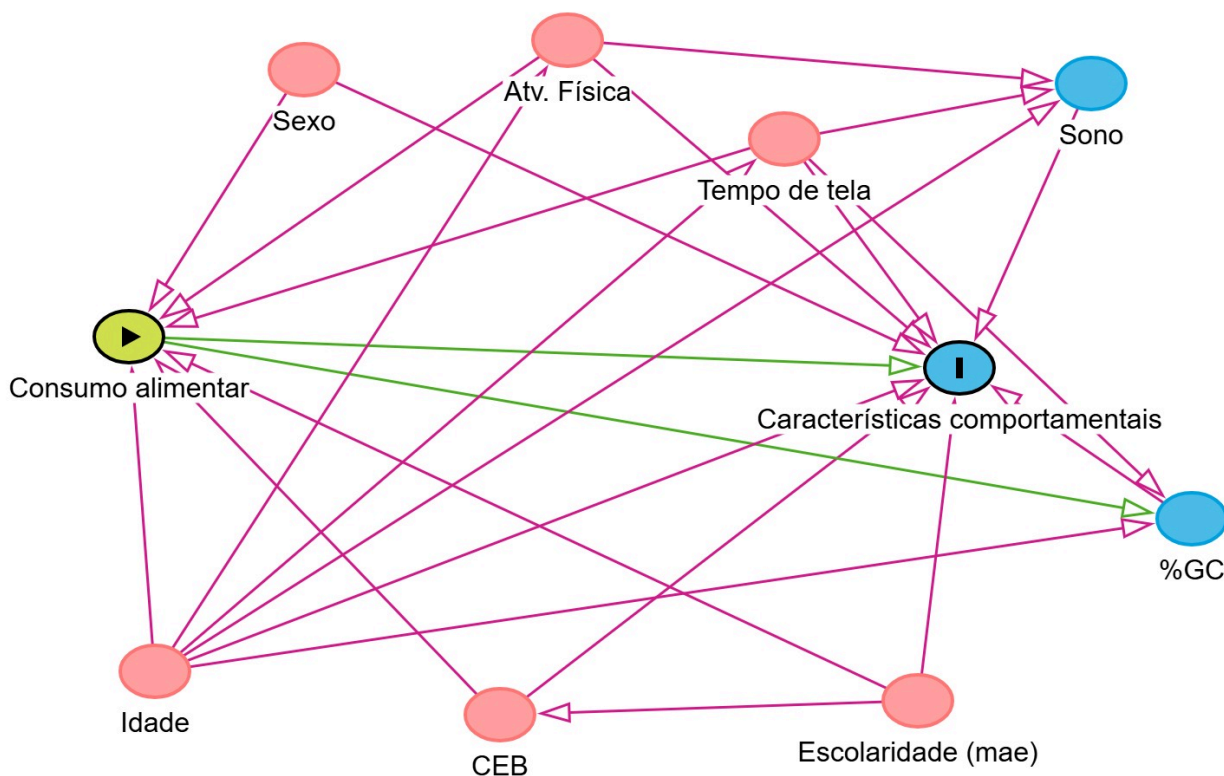 Atv. Física
Sexo
Sono
Tempo de tela
Consumo alimentar
Características comportamentais
%GC
Idade
CEB
Escolaridade (mae)